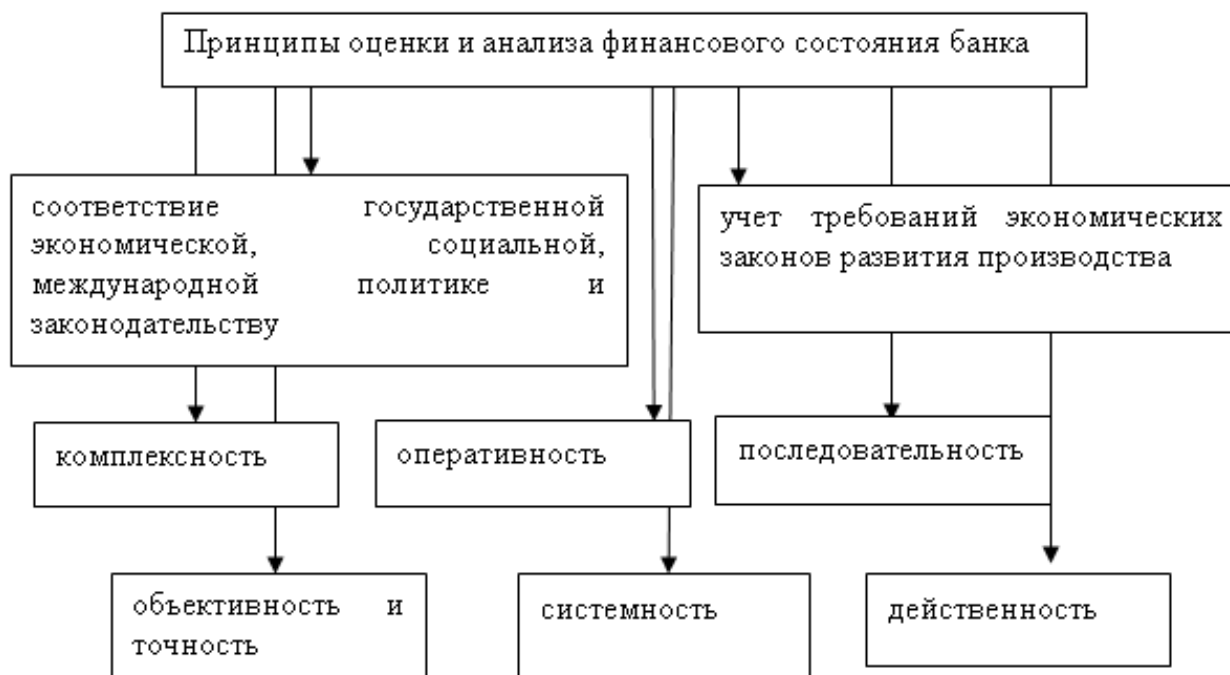 Принципы оценки и анализа финансового состояния банка
соответствие государственной
экономической, социальной,
международной политике и
законодательству
учет требований экономических
законов развития производства
комплексность
оперативность
последовательность
объективность и
точность
системность
действенность